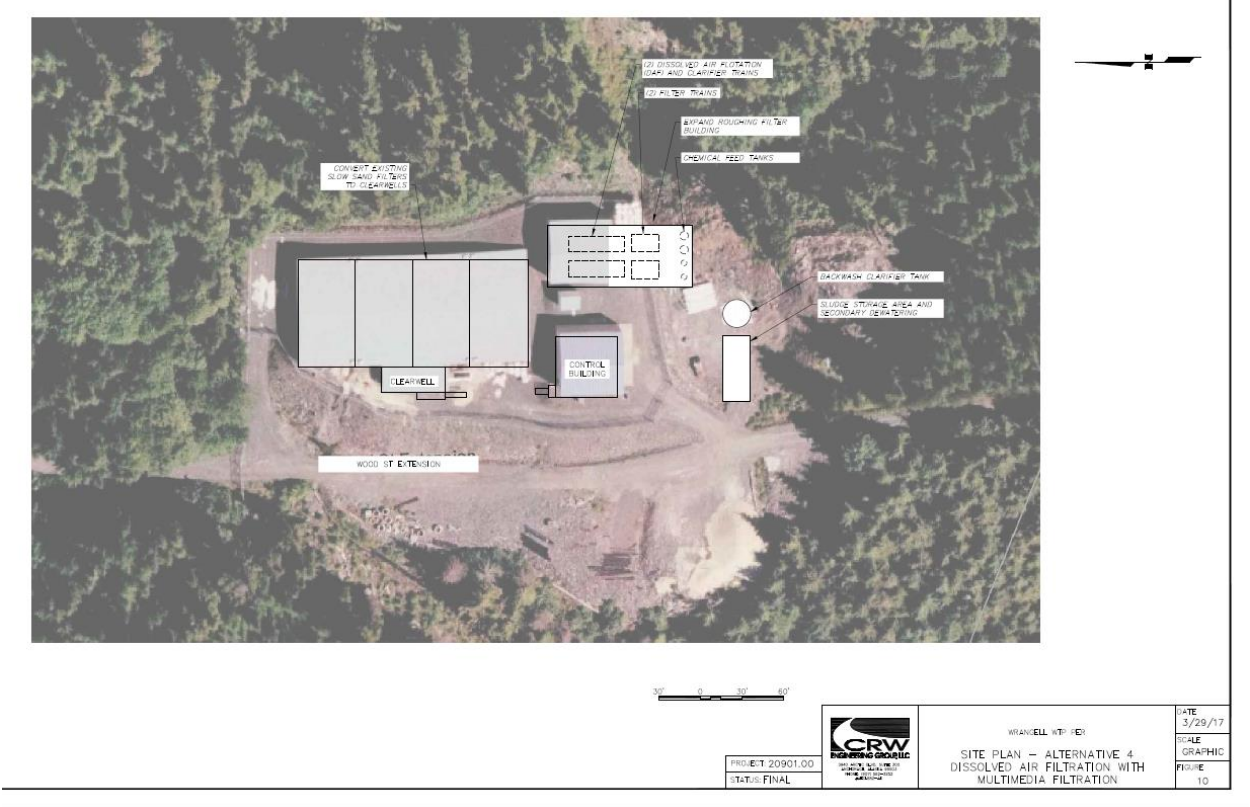 (2) DISSOLVED AIR FLOTATION
(DAF) AND CLARIFIER TRAINS
(2) FILTER TRAINS
EXPAND ROUGHING FILTER
BUILDING
CHEMICAL FEED TANKS
CONVERT EXISTING
SLOW SAND FILTERS
TO CLEARWELLS
BACKWASH CLARIFIER TANK
SLUDGE STORAGE AREA AND
SECONDARY DEWATERING
CONTROL
BUILDING
CLEARWELL
WOOD ST EXTENSION
30' 0 30' 60'
PROJECT: 20901.00
STATUS: FINAL
CRW
ENGINEERING GROUP, LLC
WRANGELL WTP PER
SITE PLAN - ALTERNATIVE 4
DISSOLVED AIR FILTRATION WITH
MULTIMEDIA FILTRATION
DATE
3/29/17
SCALE
GRAPHIC
FIGURE
10